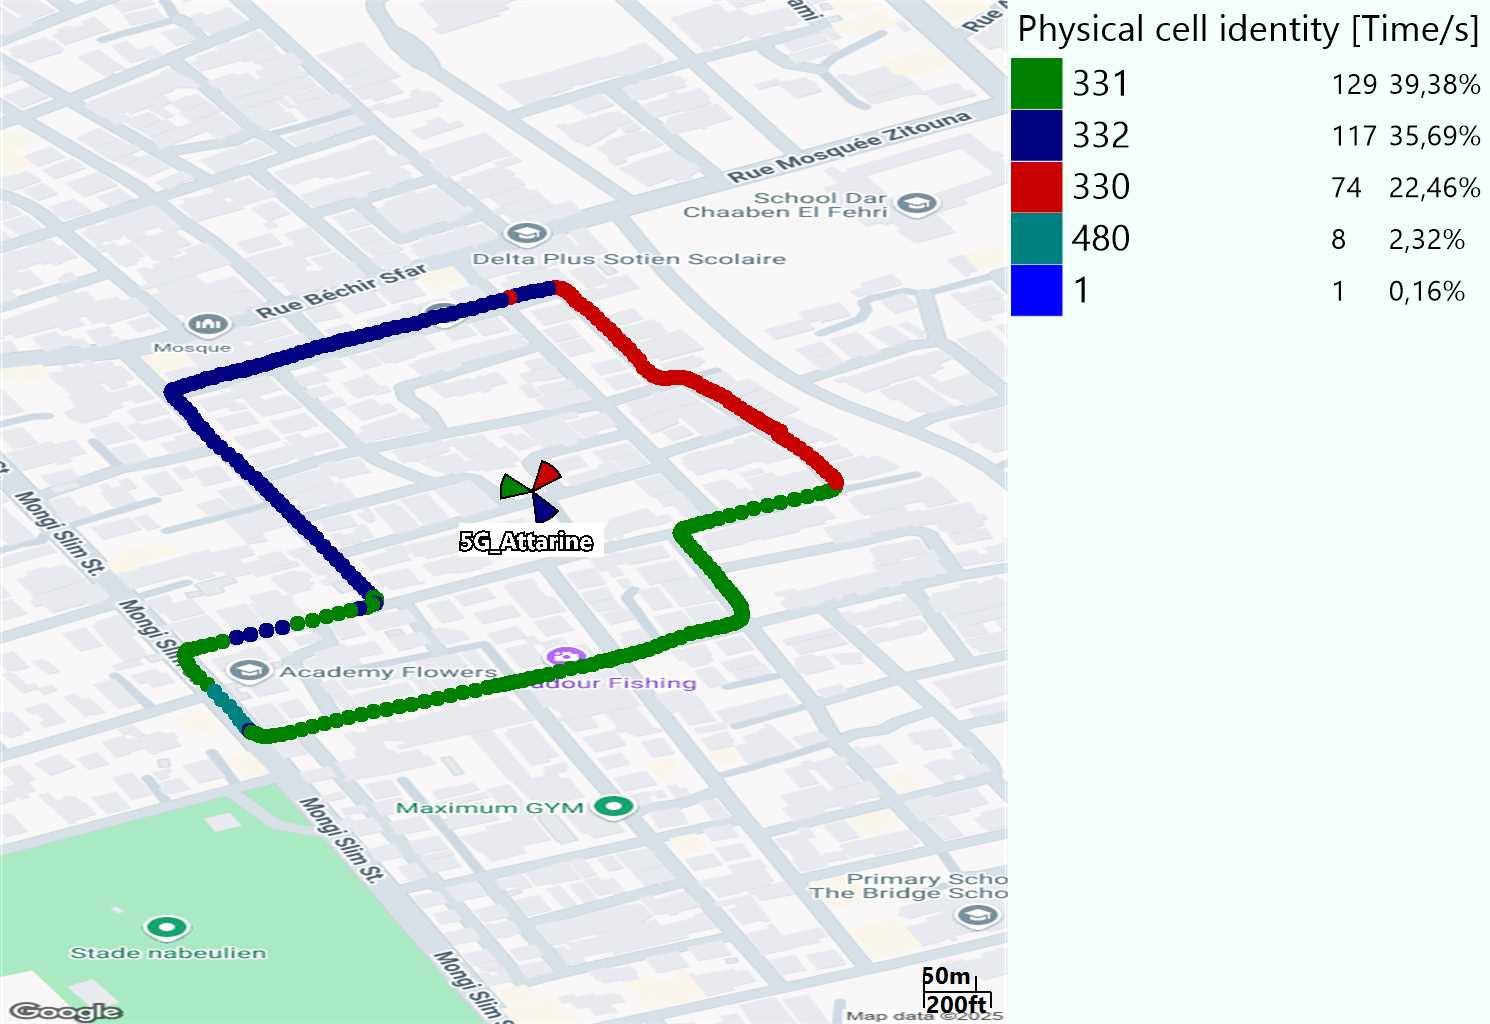 Physical cell identity [Time/s]
331 129 39,38%
332 117 35,69%
330 74 22,46%
480 8 2,32%
1 1 0,16%
Rue Mosquée Zitouna
School Dar
Chaaben El Fehri
Delta Plus Sotien Scolaire
Rue Béchir Sfar
Mosque
Mongi Slim St.
5G_Attarine
Mongi Slim
Academy Flowers
Fishing
Maximum GYM
Mongi Slim St.
Primary Scho
The Bridge Scho
Stade nabeulien
Mongi Slim S
50m
200ft
Google
Map data ©2025